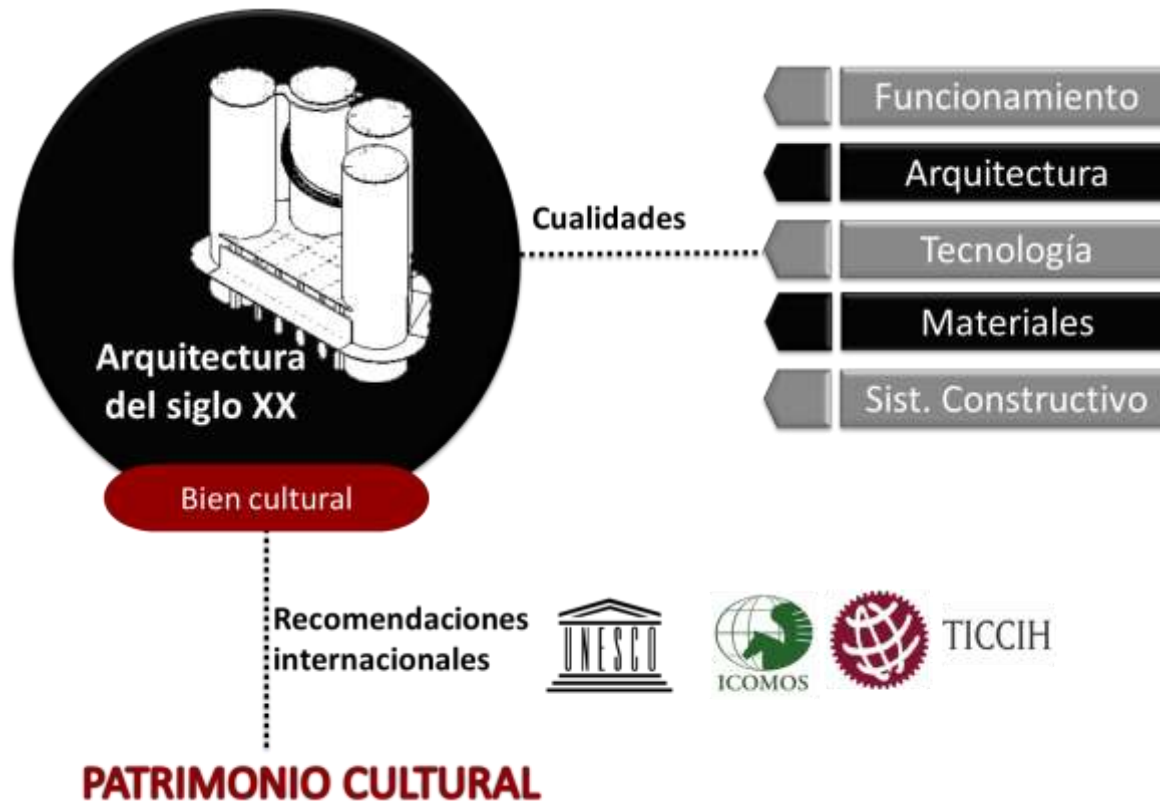 Funcionamiento
Arquitectura
Cualidades
Tecnología
Materiales
Arquitectura
del siglo XX
Sist. Constructivo
Bien cultural
Recomendaciones
internacionales
UNESCO
ICOMOS
TICCIH
PATRIMONIO CULTURAL